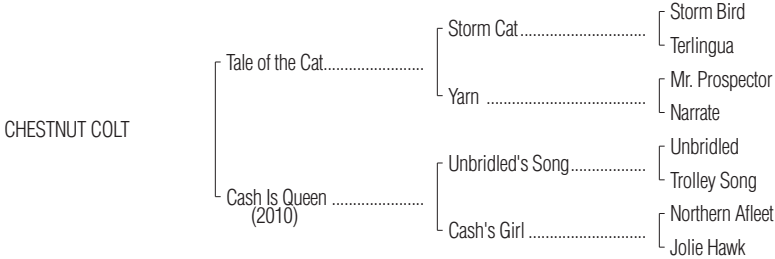 Storm Bird
Storm Cat..............................
Terlingua
Tale of the Cat........................
Mr. Prospector
Yarn ......................................
Narrate
CHESTNUT COLT
Unbridled
Unbridled's Song..................
Trolley Song
Cash Is Queen ......................
(2010)
Northern Afleet
Cash's Girl ............................
Jolie Hawk